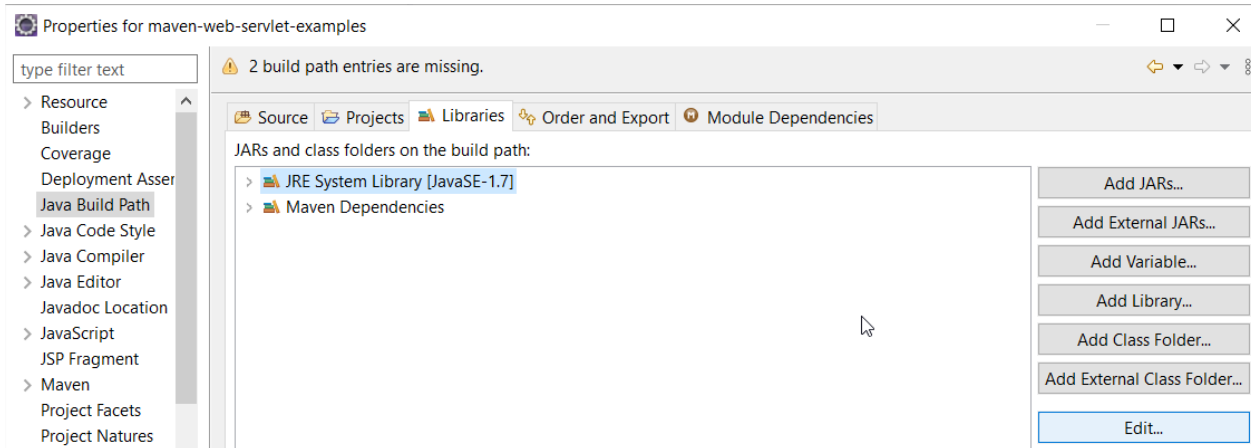 Properties for maven-web-servlet-examples
type filter text
2 build path entries are missing.
Resource
Builders
Coverage
Deployment Asser
Java Build Path
Java Code Style
Java Compiler
Java Editor
Javadoc Location
JavaScript
JSP Fragment
Maven
Project Facets
Project Natures
Source Projects Libraries Order and Export Module Dependencies
JARs and class folders on the build path:
JRE System Library [JavaSE-1.7]
Maven Dependencies
Add JARs...
Add External JARs...
Add Variable...
Add Library...
Add Class Folder...
Add External Class Folder...
Edit...